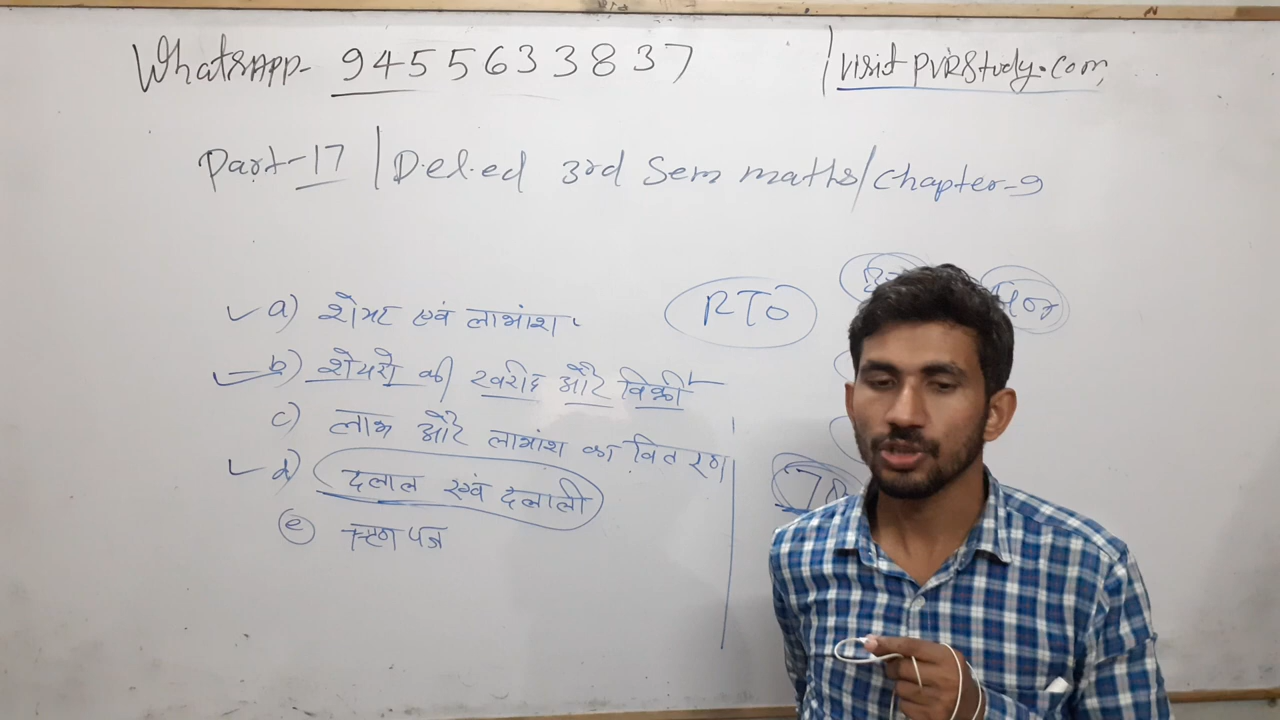 WhatsApp- 9455633837 | visit PVRStudy.com
Part-17 | D.el.ed 3rd Sem maths/chapter-9
a) शेयर एवं लाभांश
b) शेयरो की खरीद और बिक्री
c) लाभ और लाभांश का वितरण
d) दलाल एवं दलाली
e ऋण पत्र
RTO